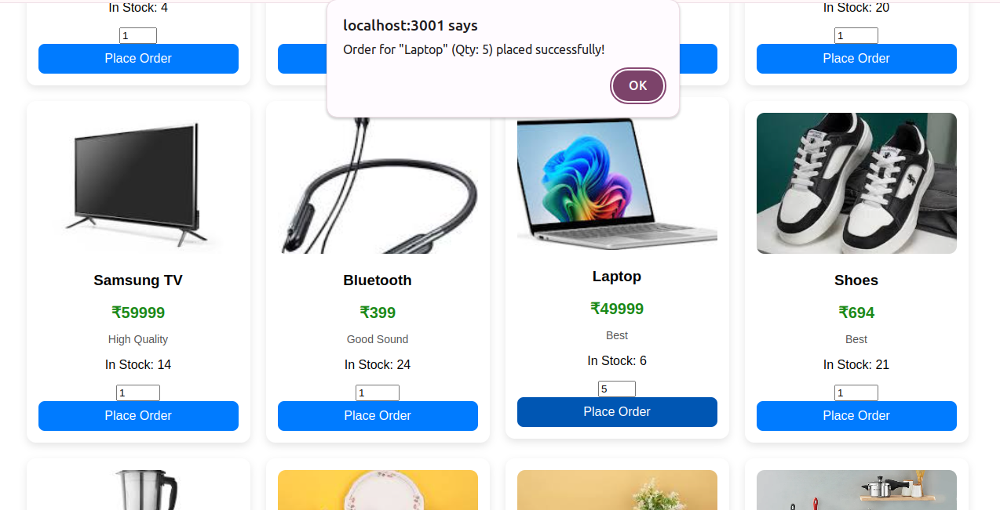 In Stock: 4
In Stock: 20
1
1
Place Order
Place Order
localhost:3001 says
Order for "Laptop" (Qty: 5) placed successfully!
OK
Samsung TV
₹59999
High Quality
In Stock: 14
1
Place Order
Bluetooth
₹399
Good Sound
In Stock: 24
1
Place Order
Laptop
₹49999
Best
In Stock: 6
5
Place Order
Shoes
₹694
Best
In Stock: 21
1
Place Order